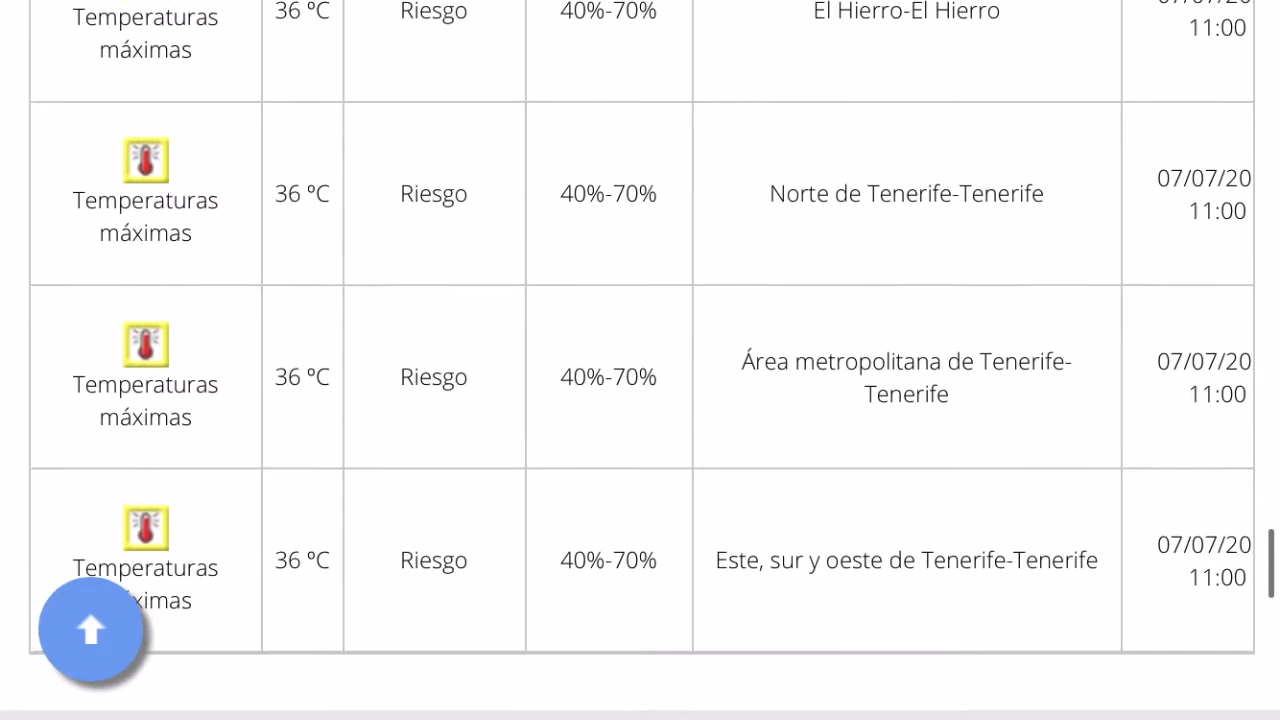 Temperaturas
máximas
36 ºC
Riesgo
40%-70%
El Hierro-El Hierro
11:00
Temperaturas
máximas
36 ºC
Riesgo
40%-70%
Norte de Tenerife-Tenerife
07/07/20
11:00
Temperaturas
máximas
36 ºC
Riesgo
40%-70%
Área metropolitana de Tenerife-
Tenerife
07/07/20
11:00
Temperaturas
ximas
36 ºC
Riesgo
40%-70%
Este, sur y oeste de Tenerife-Tenerife
07/07/20
11:00